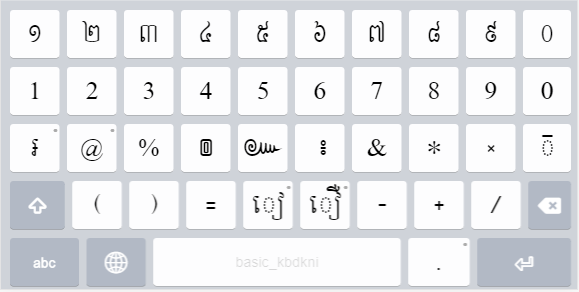 ១ ២ ៣ ៤ ៥ ៦ ៧ ៨ ៩ ០
1 2 3 4 5 6 7 8 9 0
@ % ៚ ៖ & * ×
( ) = ៀ ឿ - + /
abc basic_kbdkni .